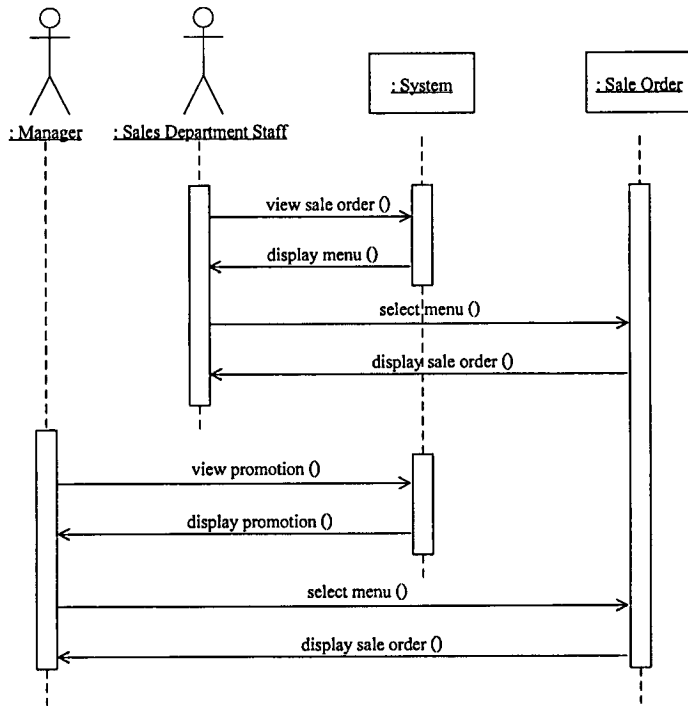 : System
: Sale Order
: Manager
: Sales Department Staff
view sale order ()
display menu ()
select menu ()
display sale order ()
view promotion ()
display promotion ()
select menu ()
display sale order ()